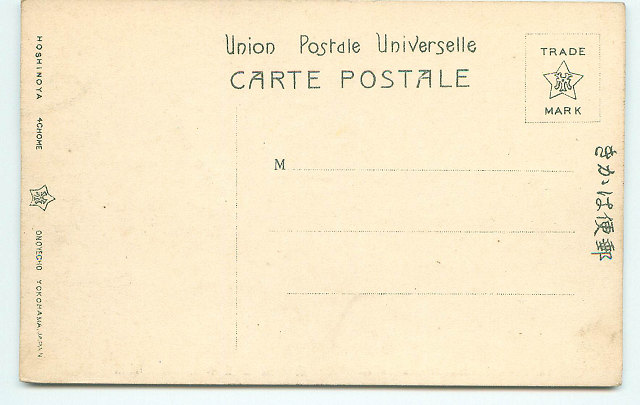 Union Postale Universelle
CARTE POSTALE
TRADE
MARK
M
きかは便郵
HOSHINOYA 4CHOME ONOYECHO YOKOHAMA, JAPAN